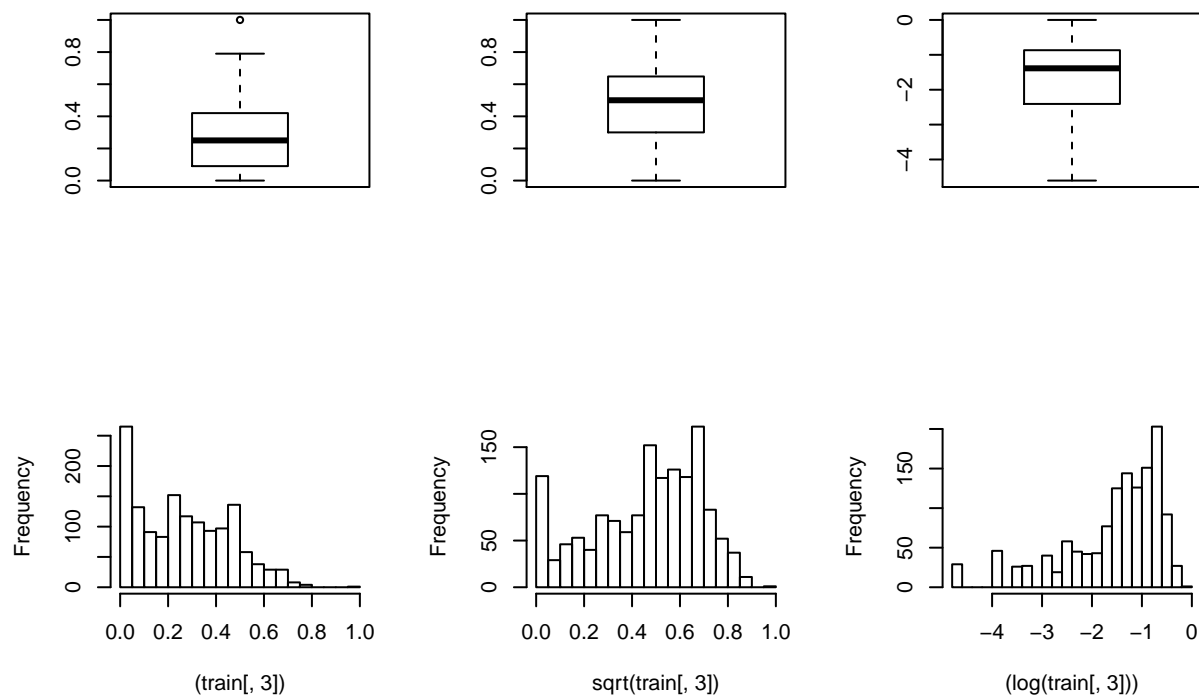 0.0 0.4 0.8
0.0 0.4 0.8
−4 −2 0
Frequency
0 100 200
0.0 0.2 0.4 0.6 0.8 1.0
(train[, 3])
Frequency
0 50 150
0.0 0.2 0.4 0.6 0.8 1.0
sqrt(train[, 3])
Frequency
0 50 150
−4 −3 −2 −1 0
(log(train[, 3]))